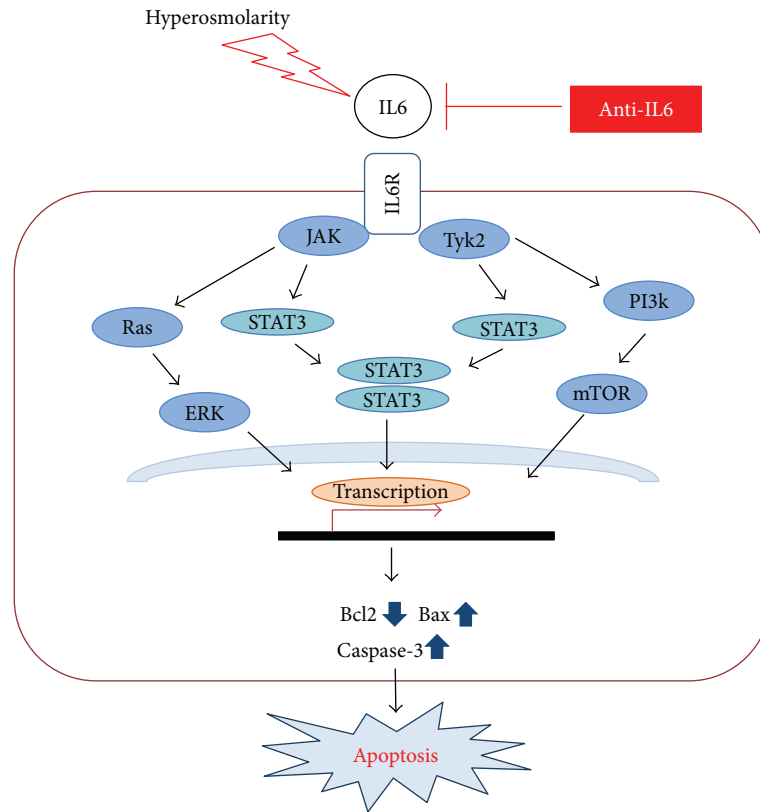 Hyperosmolarity
IL6
Anti-IL6
IL6R
JAK
Tyk2
Ras
STAT3
STAT3
PI3k
STAT3
STAT3
ERK
mTOR
Transcription
Bcl2 Bax
Caspase-3
Apoptosis